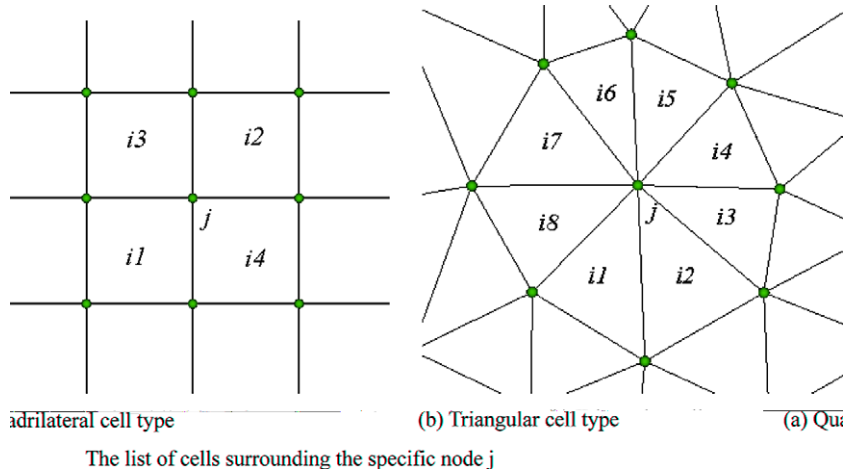 i3 i2 j i1 i4
i6 i5 i7 i4 j i3 i8 i1 i2
adrilateral cell type
(b) Triangular cell type
(a) Qua
The list of cells surrounding the specific node j